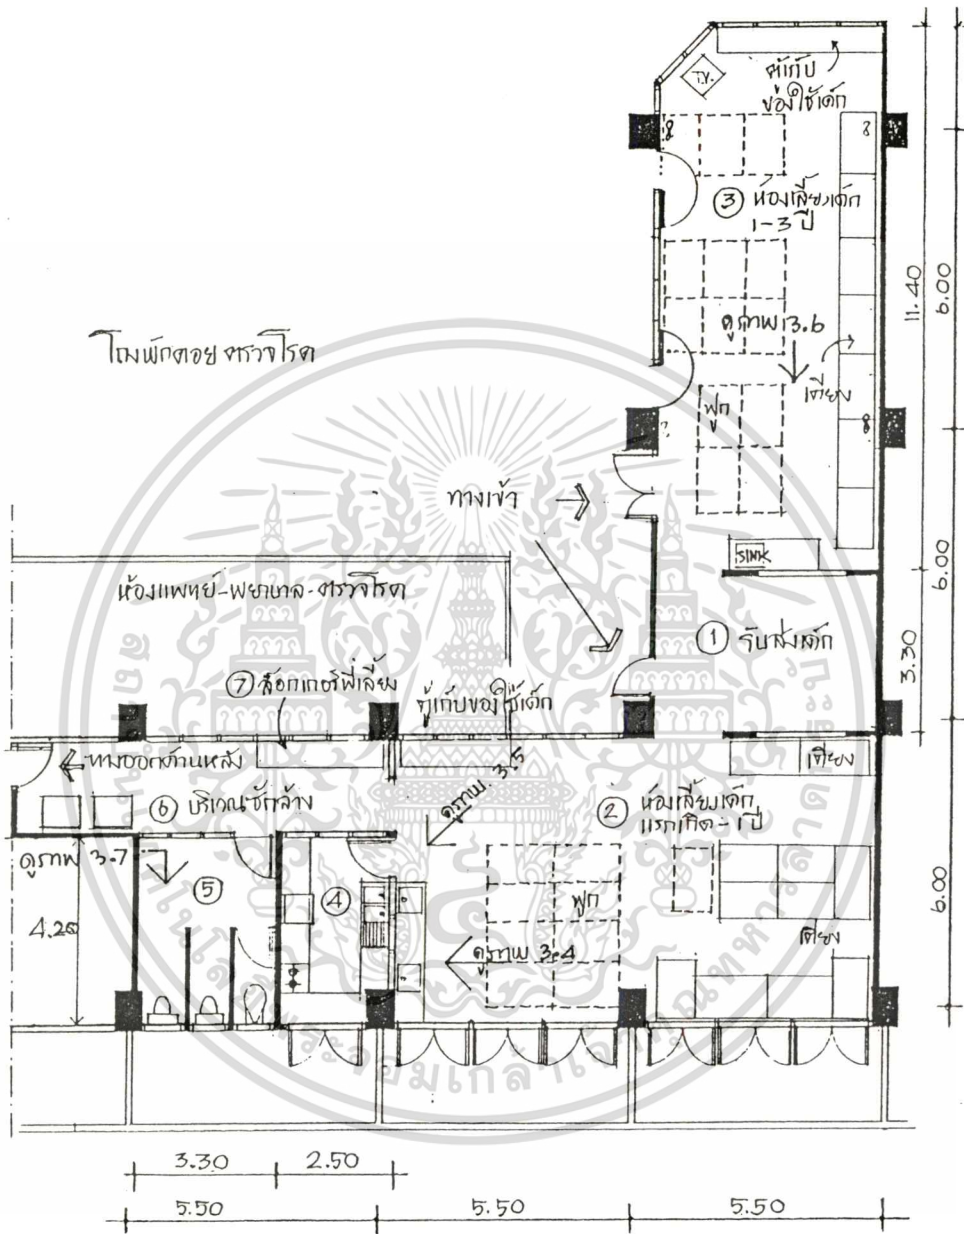 T.V.
ตู้เก็บ
ของใช้เด็ก
③ ห้องเลี้ยงเด็ก
1-3 ปี
11.40
6.00
ดูภาพ 3.6
เตียง
ฟูก
โถงพักคอย ตรวจโรค
ทางเข้า
SINK
6.00
ห้องแพทย์-พยาบาล-ตรวจโรค
① รับส่งเด็ก
3.30
⑦ ล็อกเกอร์พี่เลี้ยง
ตู้เก็บของใช้เด็ก
ทางออกด้านหลัง
ดูภาพ 3.5
เตียง
⑥ บริเวณซักล้าง
② ห้องเลี้ยงเด็ก
แรกเกิด-1ปี
ดูภาพ 3.7
⑤
④
ฟูก
6.00
4.20
ดูภาพ 3.4
เตียง
3.30
2.50
5.50
5.50
5.50